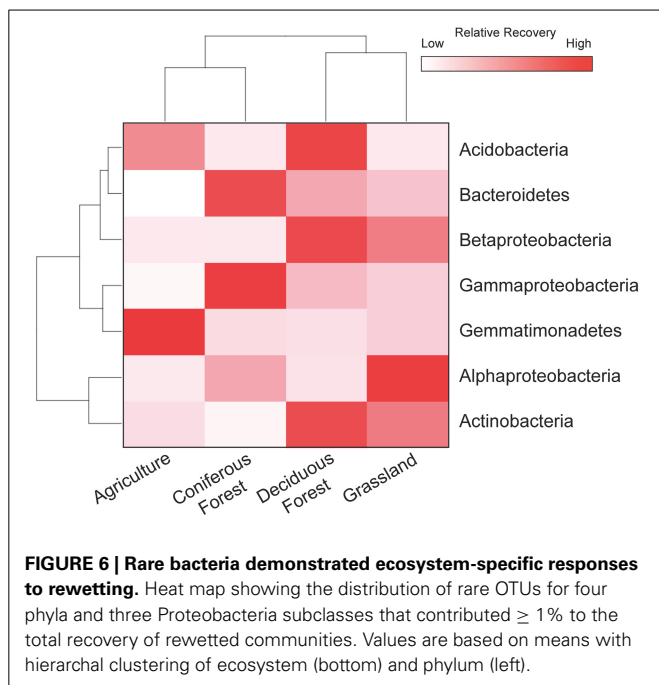 Relative Recovery
Low High
Acidobacteria
Bacteroidetes
Betaproteobacteria
Gammaproteobacteria
Gemmatimonadetes
Alphaproteobacteria
Actinobacteria
Agriculture
Coniferous
Forest
Deciduous
Forest
Grassland
FIGURE 6 | Rare bacteria demonstrated ecosystem-specific responses
to rewetting. Heat map showing the distribution of rare OTUs for four
phyla and three Proteobacteria subclasses that contributed ≥ 1% to the
total recovery of rewetted communities. Values are based on means with
hierarchal clustering of ecosystem (bottom) and phylum (left).